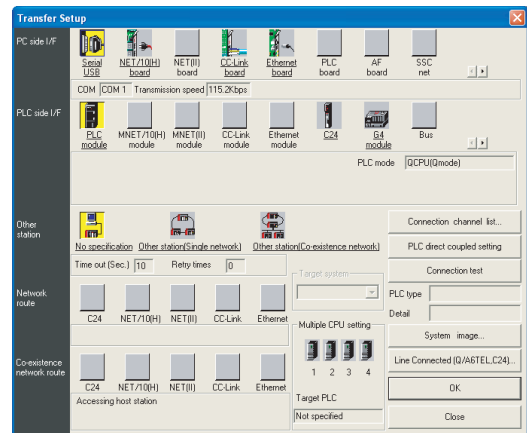 Transfer Setup
PC side I/F
Serial USB
NET/10(H) board
NET(II) board
CC-Link board
Ethernet board
PLC board
AF board
SSC net
COM COM 1 Transmission speed 115.2Kbps
PLC side I/F
PLC module
MNET/10(H) module
MNET(II) module
CC-Link module
Ethernet module
C24
G4 module
Bus
PLC mode QCPU(Qmode)
Other station
No specification
Other station(Single network)
Other station(Co-existence network)
Time out (Sec.) 10 Retry times 0
Network route
C24 NET/10(H) NET(II) CC-Link Ethernet
Co-existence network route
C24 NET/10(H) NET(II) CC-Link Ethernet
Accessing host station
Target system
Multiple CPU setting
1 2 3 4
Target PLC
Not specified
Connection channel list...
PLC direct coupled setting
Connection test
PLC type
Detail
System image...
Line Connected (Q/A6TEL,C24)...
OK
Close